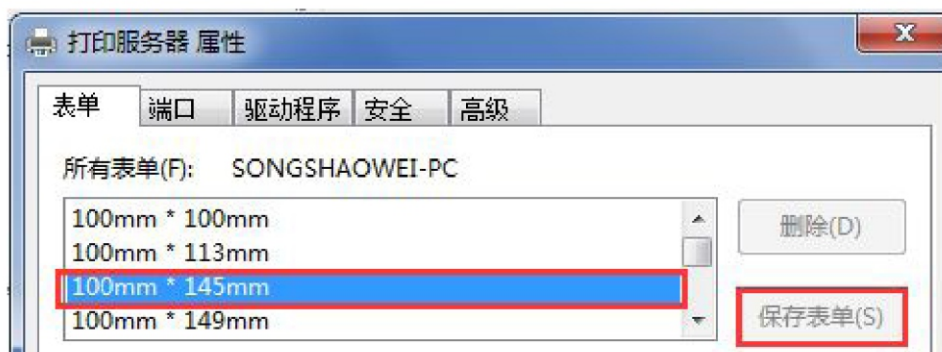 打印服务器 属性
表单 端口 驱动程序 安全 高级
所有表单(F): SONGSHAOWEI-PC
100mm * 100mm
删除(D)
100mm * 113mm
100mm * 145mm
保存表单(S)
100mm * 149mm